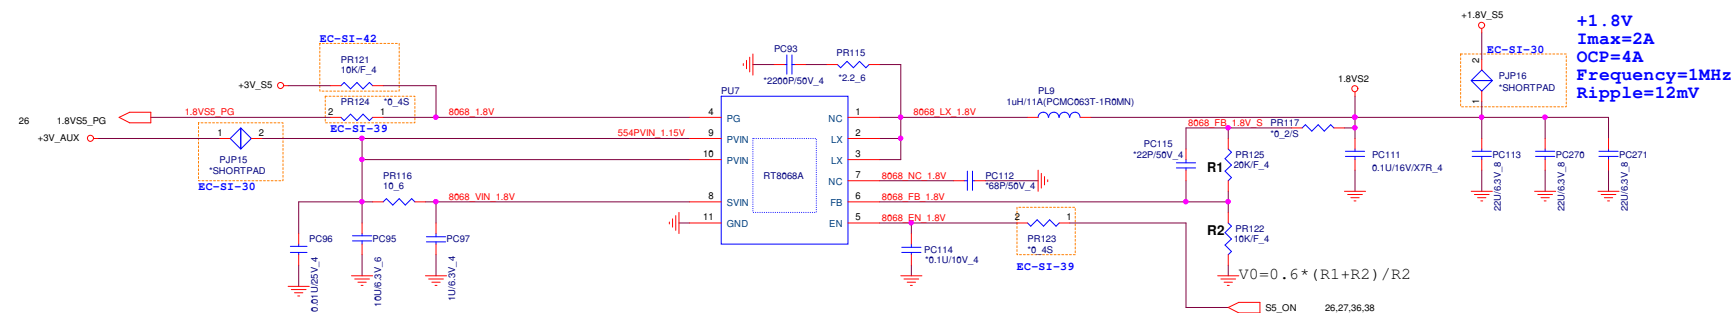 EC-SI-42
PR121
10K/F_4
+3V_S5
PR124
*0_4S
2
1
EC-SI-39
26
1.8VS5_PG
1.8VS5_PG
8068_1.8V
+3V_AUX
1
2
PJP15
*SHORTPAD
EC-SI-30
554PVIN_1.15V
PR116
10_6
8068_VIN_1.8V
PC96
0.01U/25V_4
PC95
10U/6.3V_6
PC97
1U/6.3V_4
PC93
*2200P/50V_4
PR115
*2.2_6
PU7
RT8068A
4
PG
9
PVIN
10
PVIN
8
SVIN
11
GND
NC
1
LX
2
LX
3
NC
7
FB
6
EN
5
8068_LX_1.8V
PL9
1uH/11A(PCMC063T-1R0MN)
8068_NC_1.8V
PC112
*68P/50V_4
8068_FB_1.8V
8068_EN_1.8V
PC114
*0.1U/10V_4
2
1
PR123
*0_4S
EC-SI-39
8068_FB_1.8V_S
PR117
*0_2/S
PC115
*22P/50V_4
R1
PR125
20K/F_4
R2
PR122
10K/F_4
V0=0.6*(R1+R2)/R2
S5_ON
26,27,36,38
1.8VS2
PC111
0.1U/16V/X7R_4
+1.8V_S5
EC-SI-30
2
1
PJP16
*SHORTPAD
PC113
22U/6.3V_8
PC270
22U/6.3V_8
PC271
22U/6.3V_8
+1.8V
Imax=2A
OCP=4A
Frequency=1MHz
Ripple=12mV